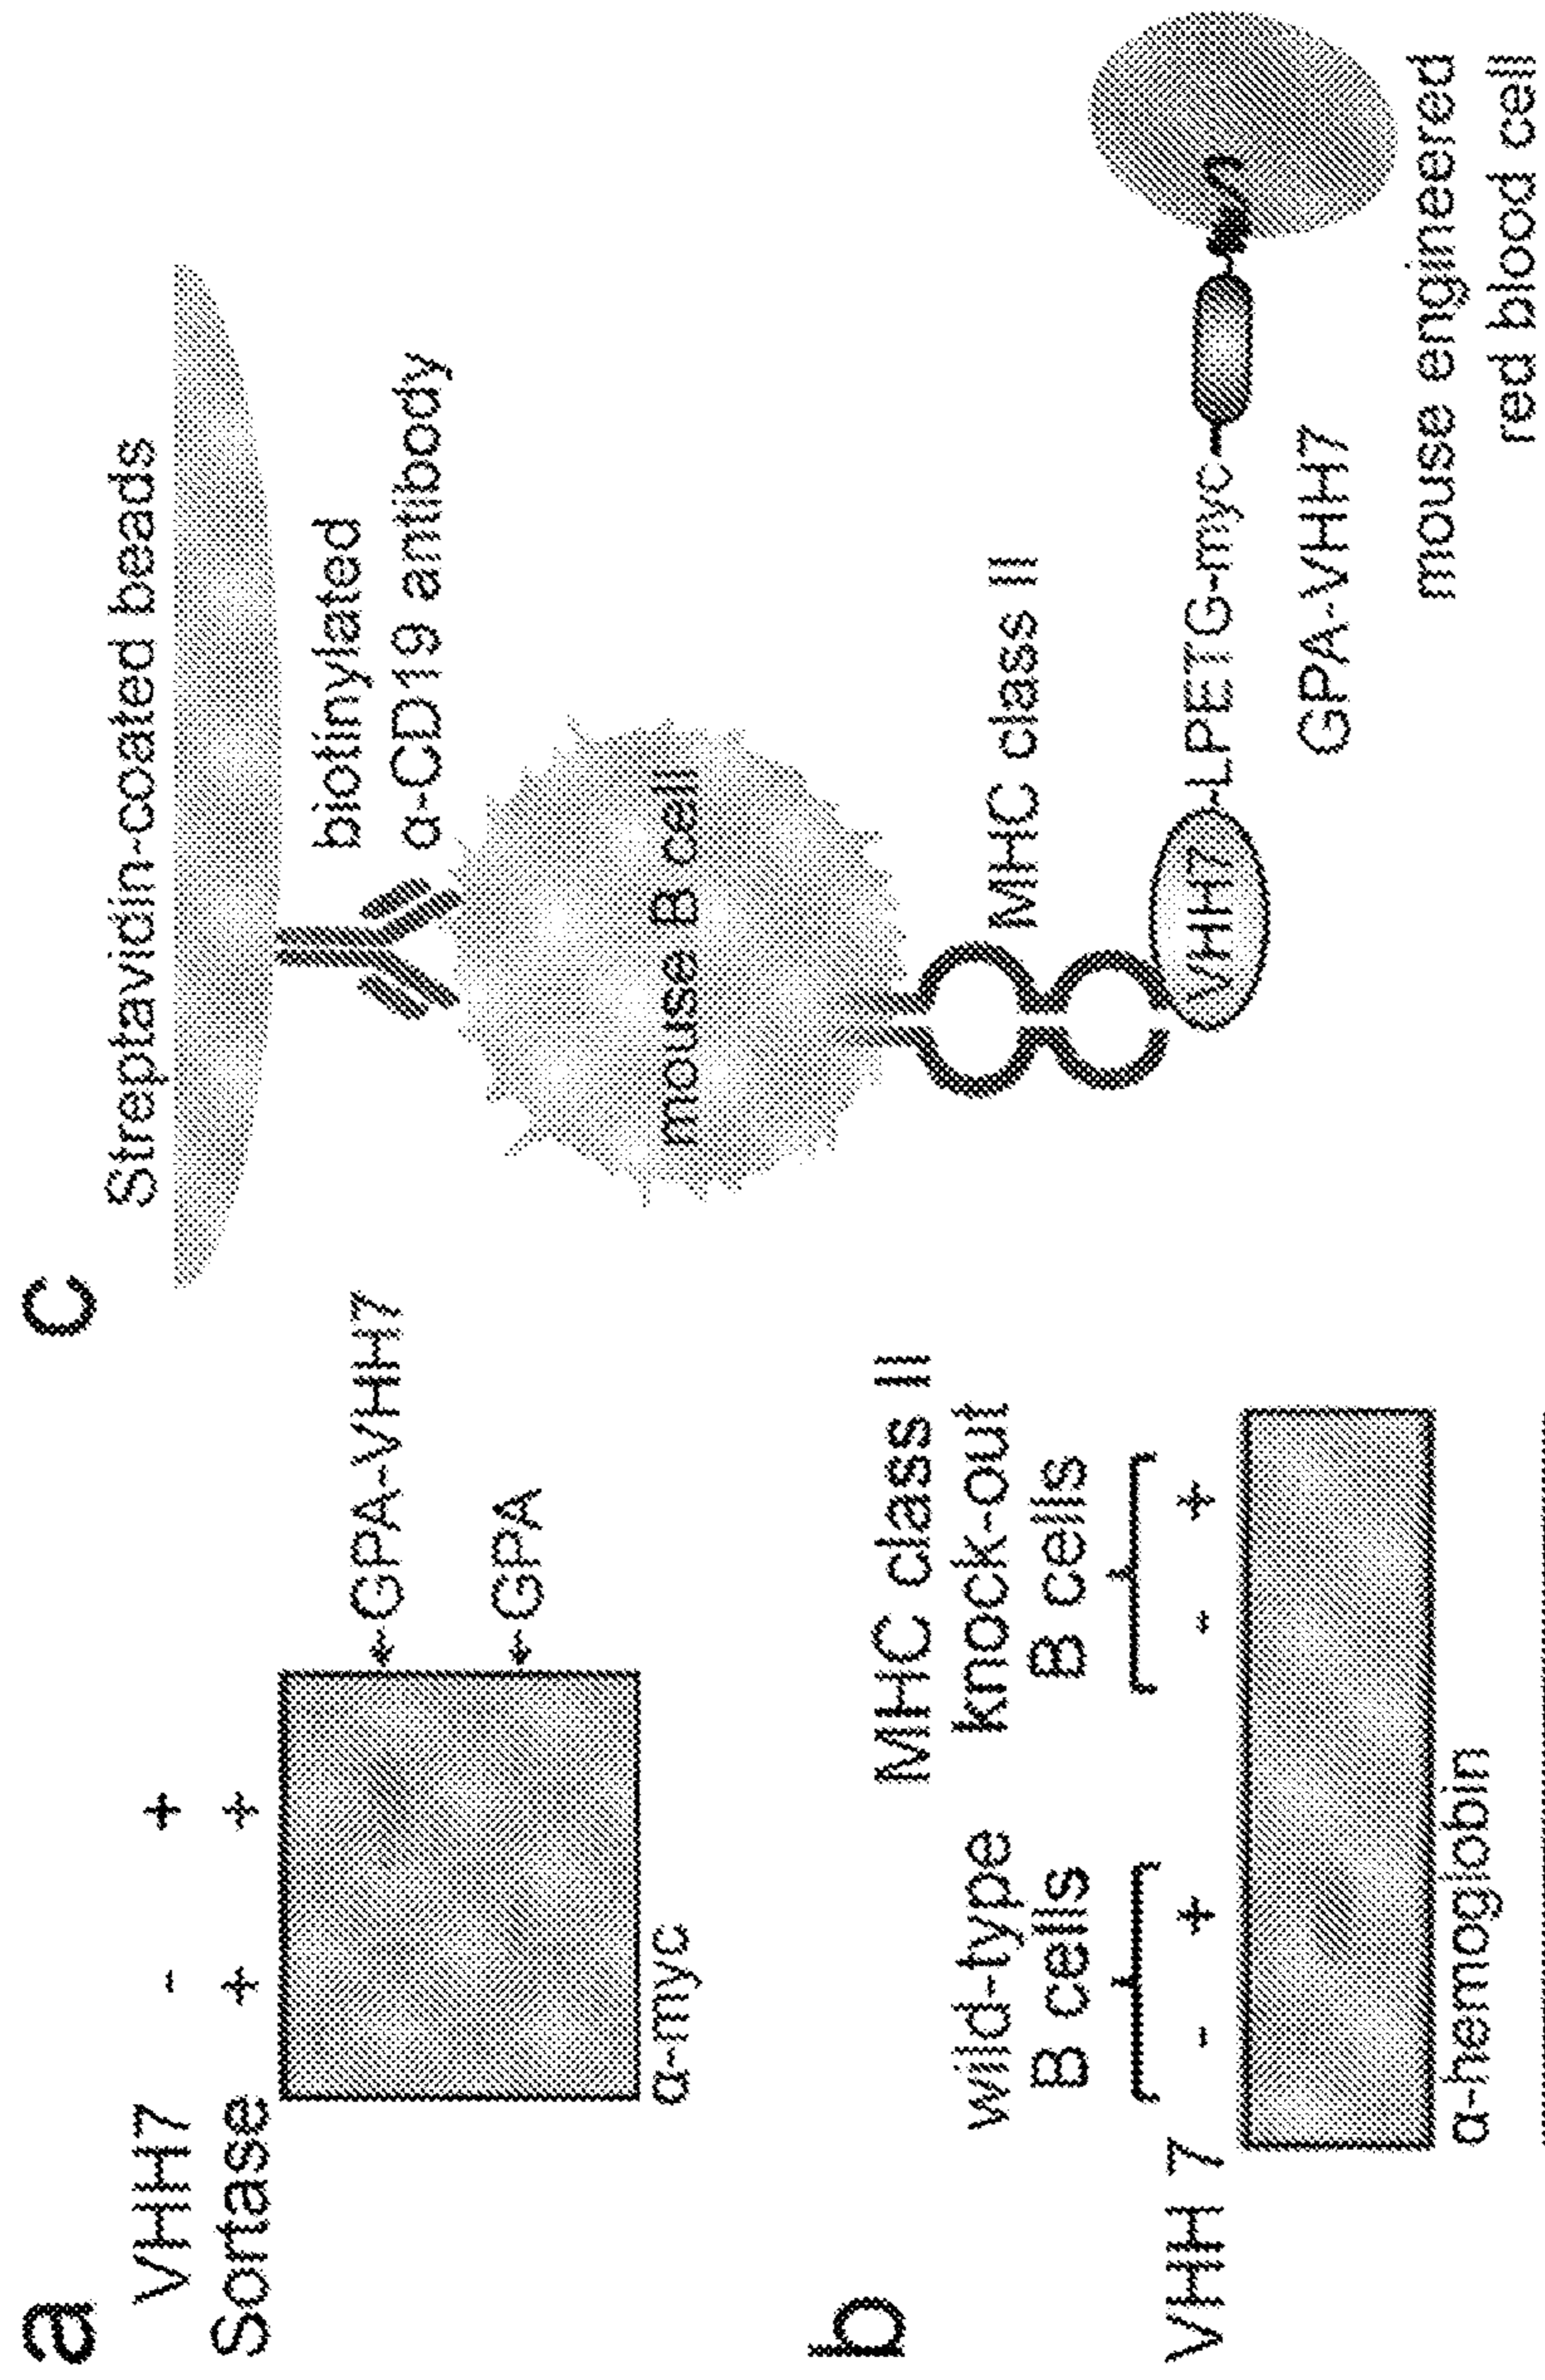 a
VHH7 - +
Sortase + +
←GPA-VHH7
←GPA
α-myc
b
wild-type
B cells
MHC class II
knock-out
B cells
VHH 7 - + - +
α-hemoglobin
c
Streptavidin-coated beads
biotinylated
α-CD19 antibody
mouse B cell
MHC class II
VHH7-LPETG-myc
GPA-VHH7
mouse engineered
red blood cell